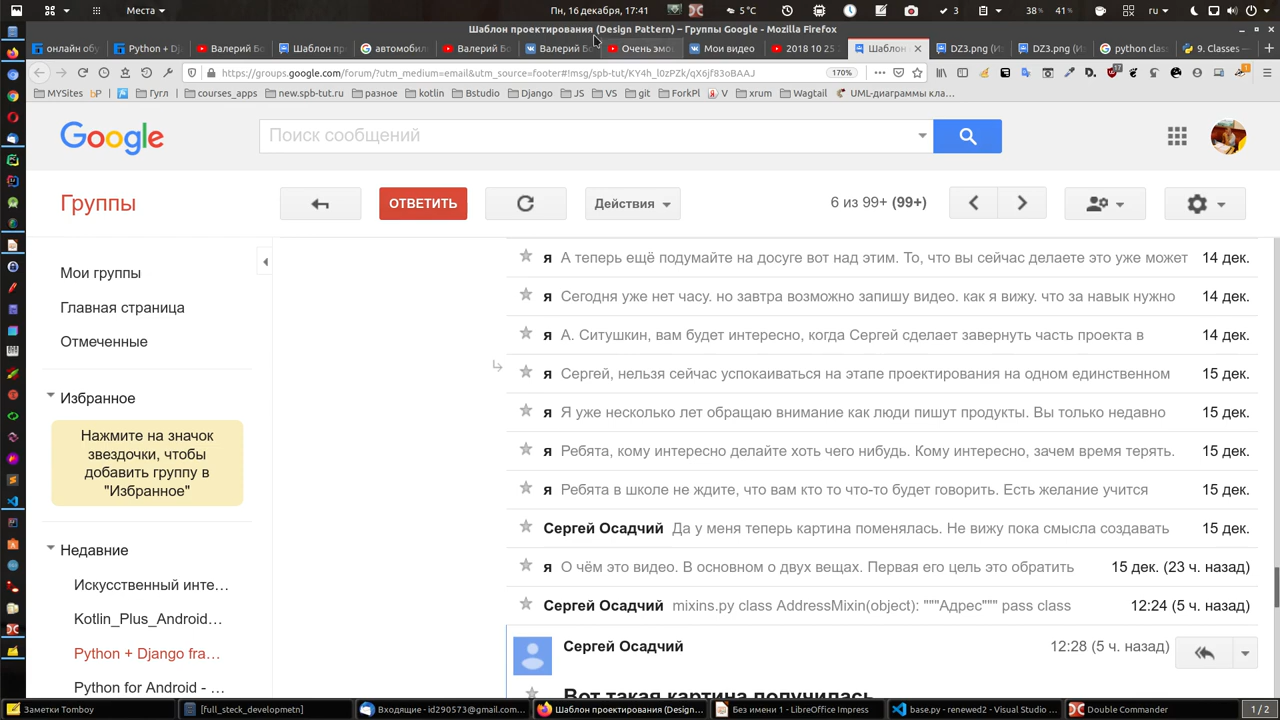 Места
Пн, 16 декабря, 17:41
5°C
38%
41%
ru
Шаблон проектирования (Design Pattern) – Группы Google - Mozilla Firefox
онлайн обу
Python + Dj
Валерий Бо
Шаблон пр
автомобил
Валерий Бо
Валерий Бо
Очень эмо
Мои видео
2018 10 25
Шаблон
DZ3.png (И
DZ3.png (И
python.clas
9. Classes —
https://groups.google.com/forum/?utm_medium=email&utm_source=footer#!msg/spb-tut/KY4h_l0zPZk/qX6jf83oBAAJ
170%
MYSites
bP
Гугл
courses_apps
new.spb-tut.ru
разное
kotlin
Bstudio
Django
JS
VS
git
ForkPl
V
xrum
Wagtail
UML-диаграммы кла…
Google
Поиск сообщений
Группы
ОТВЕТИТЬ
Действия
6 из 99+ (99+)
Мои группы
Главная страница
Отмеченные
Избранное
Нажмите на значок
звездочки, чтобы
добавить группу в
"Избранное"
Недавние
Искусственный инте…
Kotlin_Plus_Android…
Python + Django fra…
Python for Android - …
я А теперь ещё подумайте на досуге вот над этим. То, что вы сейчас делаете это уже может 14 дек.
я Сегодня уже нет часу. но завтра возможно запишу видео. как я вижу. что за навык нужно 14 дек.
я А. Ситушкин, вам будет интересно, когда Сергей сделает завернуть часть проекта в 14 дек.
я Сергей, нельзя сейчас успокаиваться на этапе проектирования на одном единственном 15 дек.
я Я уже несколько лет обращаю внимание как люди пишут продукты. Вы только недавно 15 дек.
я Ребята, кому интересно делайте хоть чего нибудь. Кому интересно, зачем время терять. 15 дек.
я Ребята в школе не ждите, что вам кто то что-то будет говорить. Есть желание учится 15 дек.
Сергей Осадчий Да у меня теперь картина поменялась. Не вижу пока смысла создавать 15 дек.
я О чём это видео. В основном о двух вещах. Первая его цель это обратить 15 дек. (23 ч. назад)
Сергей Осадчий mixins.py class AddressMixin(object): """Адрес""" pass class 12:24 (5 ч. назад)
Сергей Осадчий 12:28 (5 ч. назад)
Вот такая картина получилась
Заметки Tomboy
[full_steck_developmetn]
Входящие - id290573@gmail.com…
Шаблон проектирования (Design…
Без имени 1 - LibreOffice Impress
base.py - renewed2 - Visual Studio …
Double Commander
1 / 2